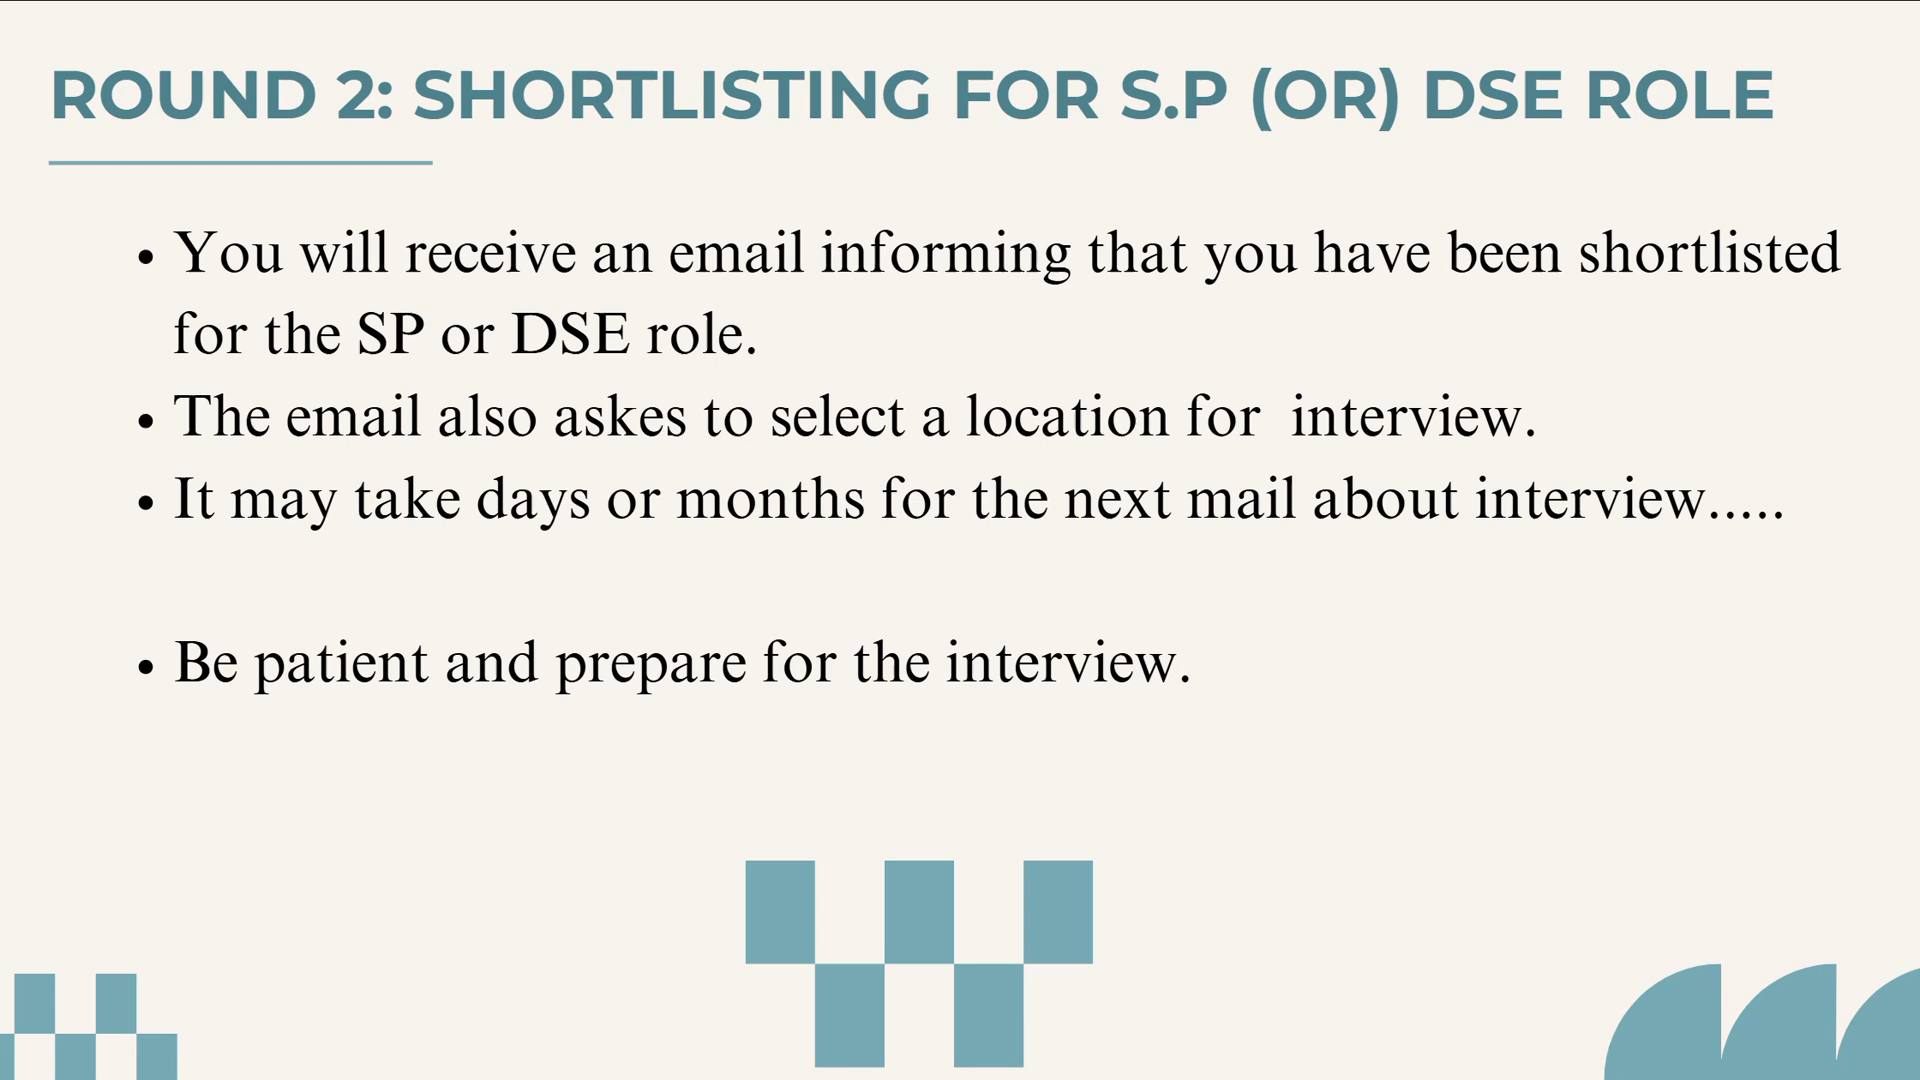 ROUND 2: SHORTLISTING FOR S.P (OR) DSE ROLE
• You will receive an email informing that you have been shortlisted
for the SP or DSE role.
• The email also askes to select a location for  interview.
• It may take days or months for the next mail about interview.....
• Be patient and prepare for the interview.